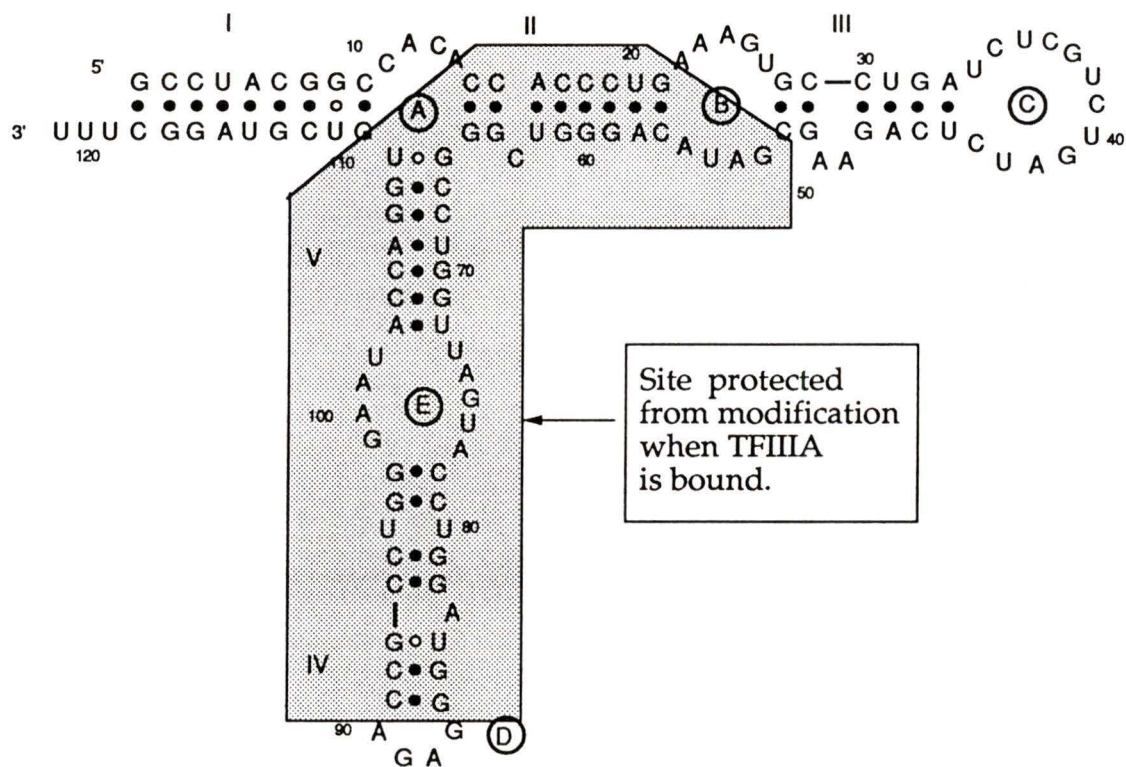 I II III
10 20 30
5' G C C U A C G G C C A C A C C A C C C U G A A A G U G C C U G A U C U C G U C U 40
3' U U U C G G A U G C U G U G A G G C U G G G A C A U A G C G A A G A C U C U A G
120 110 60 50
A B C
U G
G C
G C
A U
V
C G 70
C G
A U
U U
A A
A G
100 E
A U
G A
G C
G C
U U 80
C G
C G
A
G U
IV
C G
C G
90 A G A G
D
Site protected
from modification
when TFIIIA
is bound.